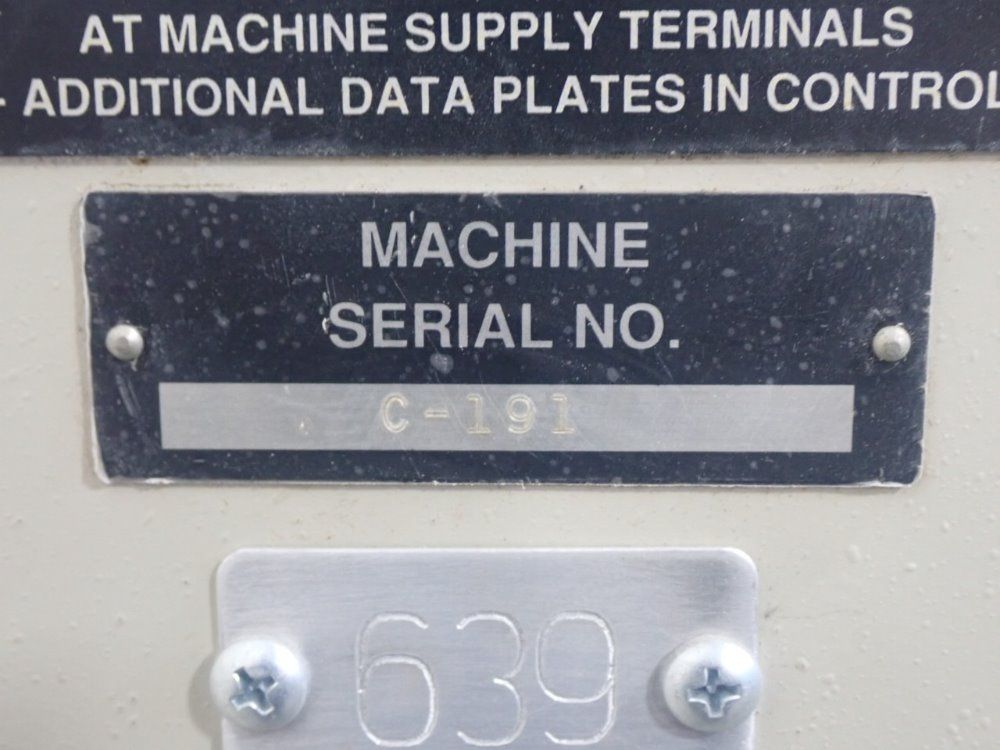 AT MACHINE SUPPLY TERMINALS
- ADDITIONAL DATA PLATES IN CONTROL
MACHINE
SERIAL NO.
C-191
639